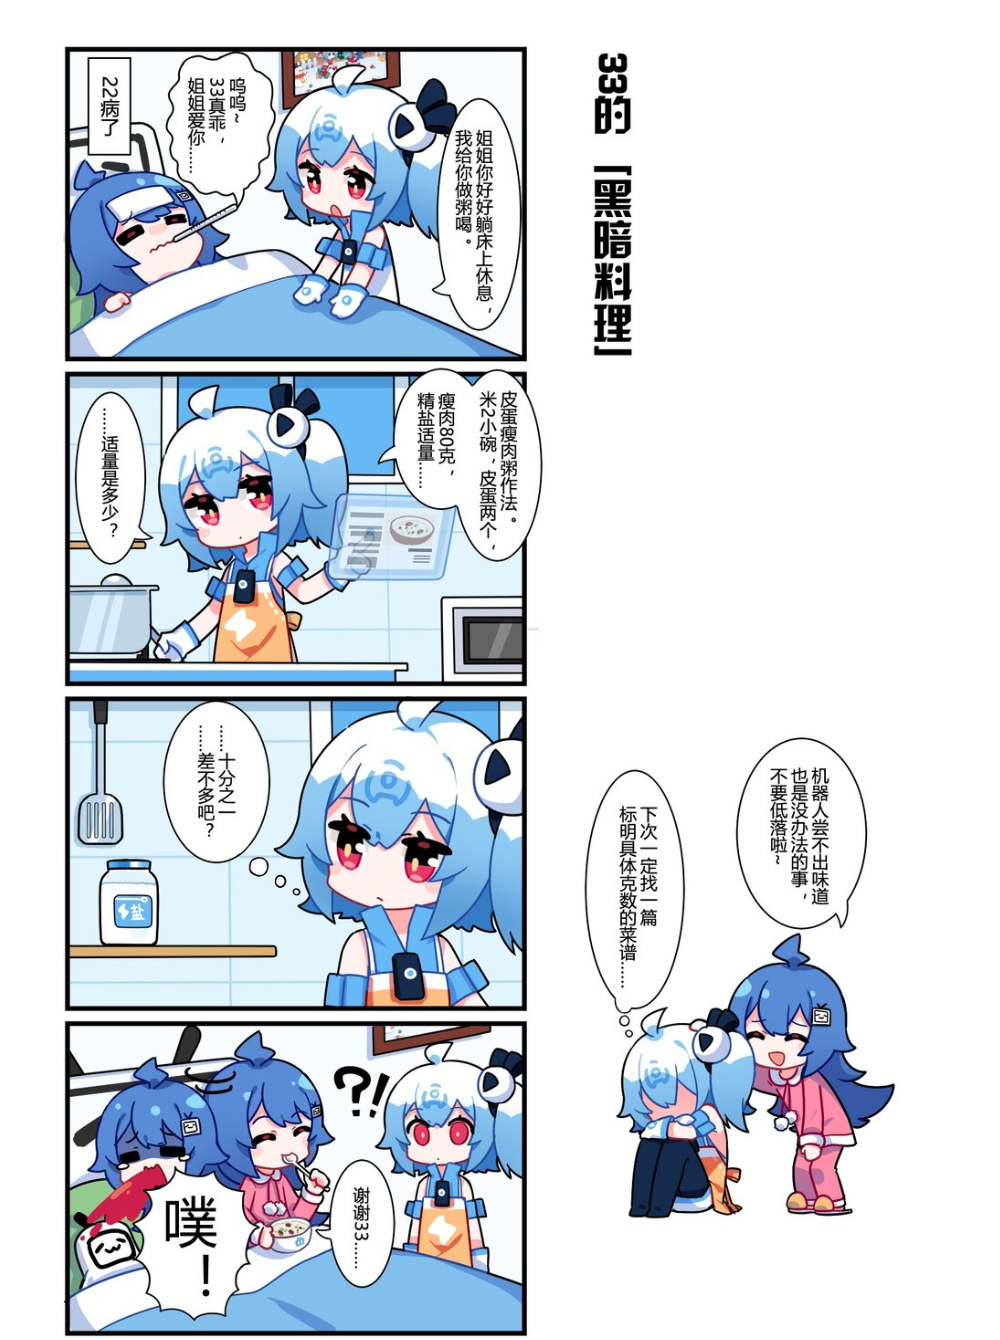 33的「黑暗料理」
姐姐你好好躺床上休息，
我给你做粥喝。
呜呜~
33真乖，
姐姐爱你……
22病了
皮蛋瘦肉粥作法。
米2小碗，皮蛋两个，
瘦肉80克，
精盐适量……
……适量是多少？
……十分之一
……差不多吧？
盐
谢谢33……
噗！
?!
机器人尝不出味道
也是没办法的事，
不要低落啦~
下次一定找一篇
标明具体克数的菜谱……